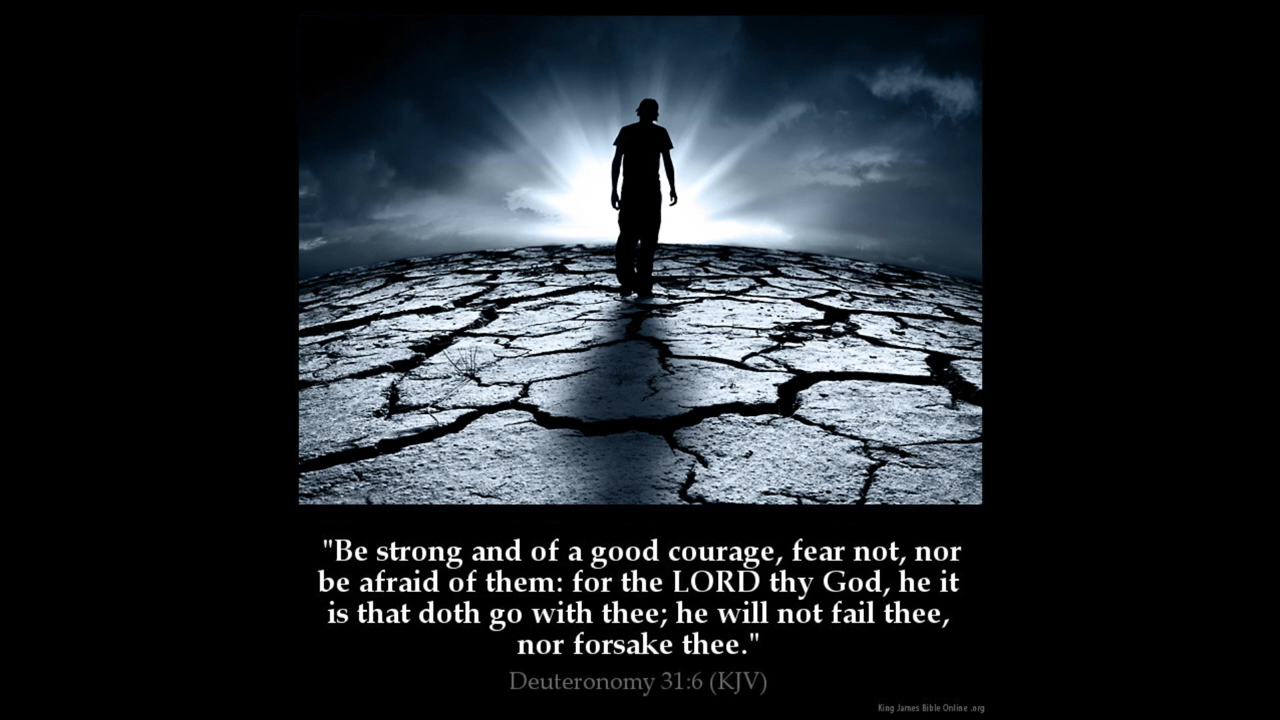 "Be strong and of a good courage, fear not, nor
be afraid of them: for the LORD thy God, he it
is that doth go with thee; he will not fail thee,
nor forsake thee."
Deuteronomy 31:6 (KJV)
King James Bible Online .org